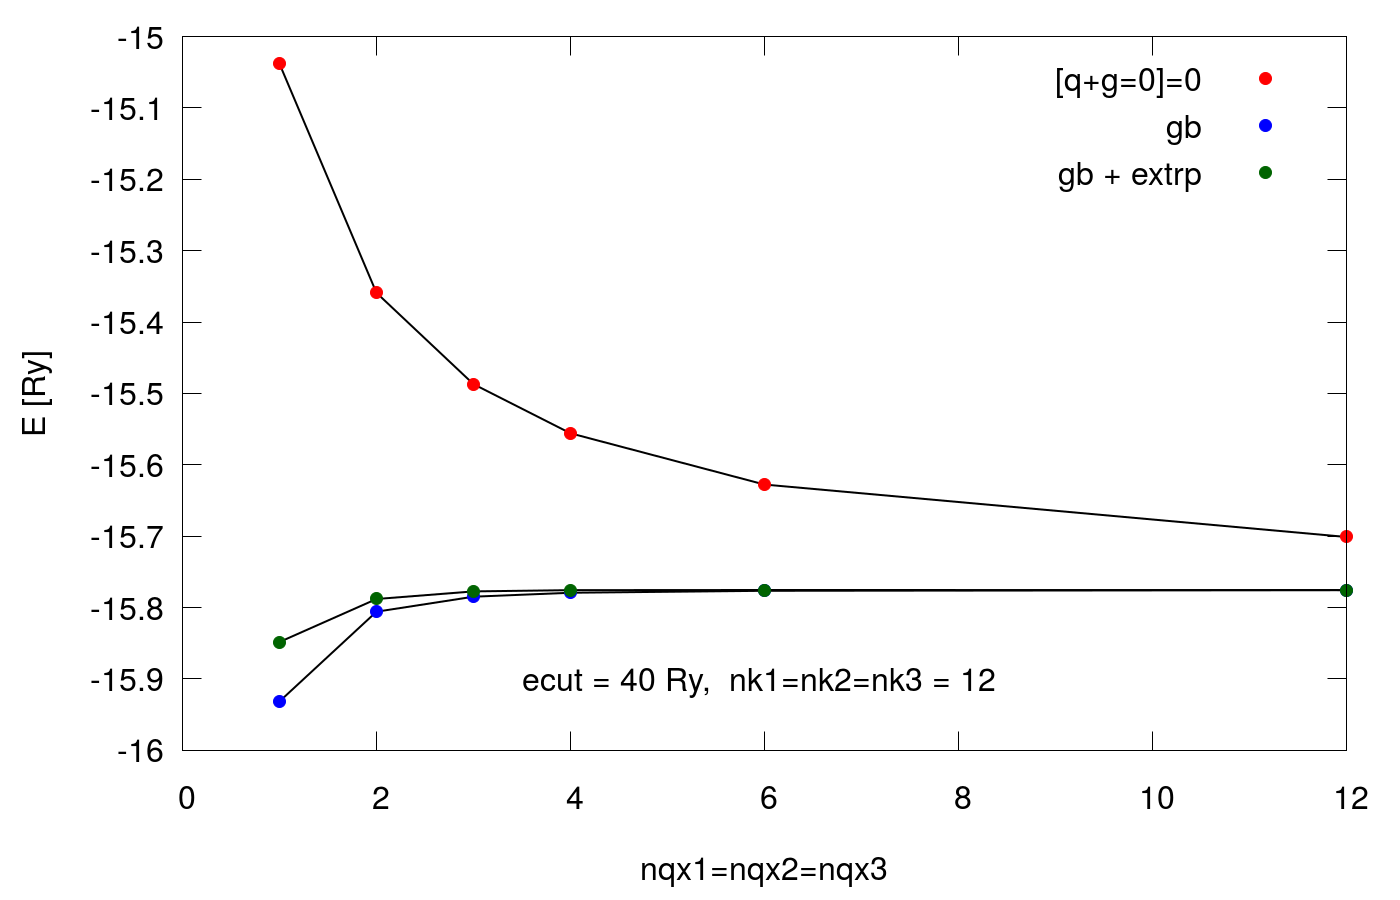 -15
-15.1
-15.2
-15.3
-15.4
-15.5
-15.6
-15.7
-15.8
-15.9
-16
0 2 4 6 8 10 12
E [Ry]
nqx1=nqx2=nqx3
[q+g=0]=0
gb
gb + extrp
ecut = 40 Ry,  nk1=nk2=nk3 = 12